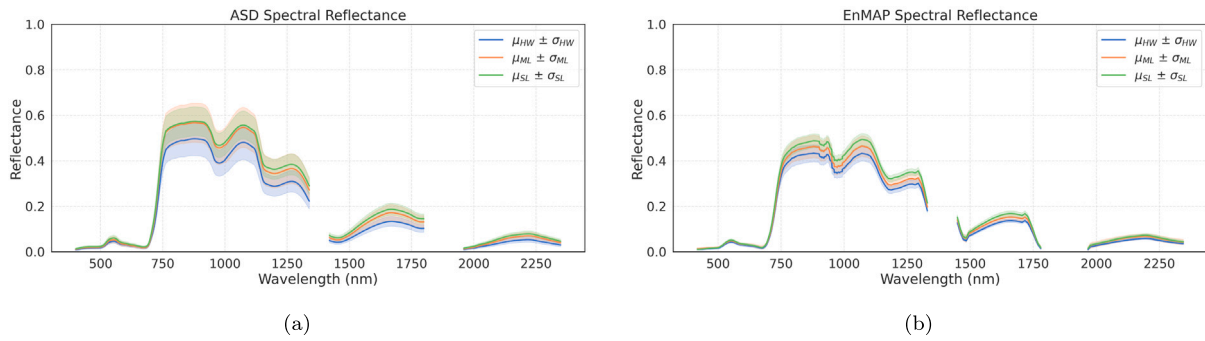 ASD Spectral Reflectance
1.0
0.8
0.6
0.4
0.2
0.0
Reflectance
μHW ± σHW
μML ± σML
μSL ± σSL
500 750 1000 1250 1500 1750 2000 2250
Wavelength (nm)
(a)
EnMAP Spectral Reflectance
1.0
0.8
0.6
0.4
0.2
0.0
Reflectance
μHW ± σHW
μML ± σML
μSL ± σSL
500 750 1000 1250 1500 1750 2000 2250
Wavelength (nm)
(b)